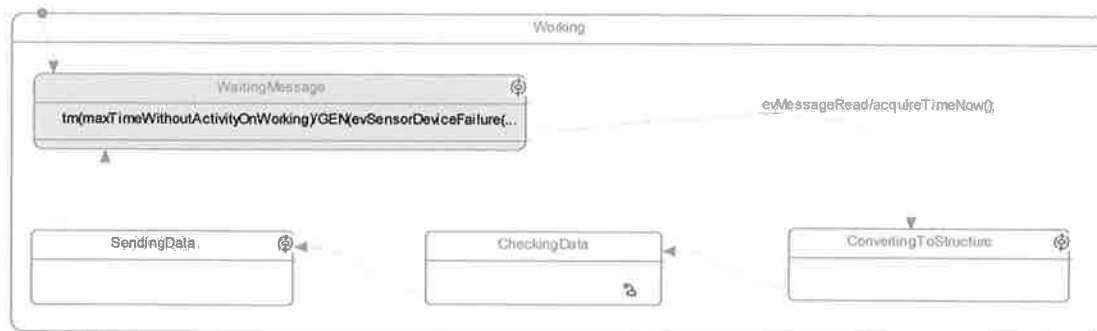 Working
WaitingMessage
tm(maxTimeWithoutActivityOnWorking)/GEN(evSensorDeviceFailure(...
evMessageRead/acquireTimeNow();
SendingData
CheckingData
ConvertingToStructure